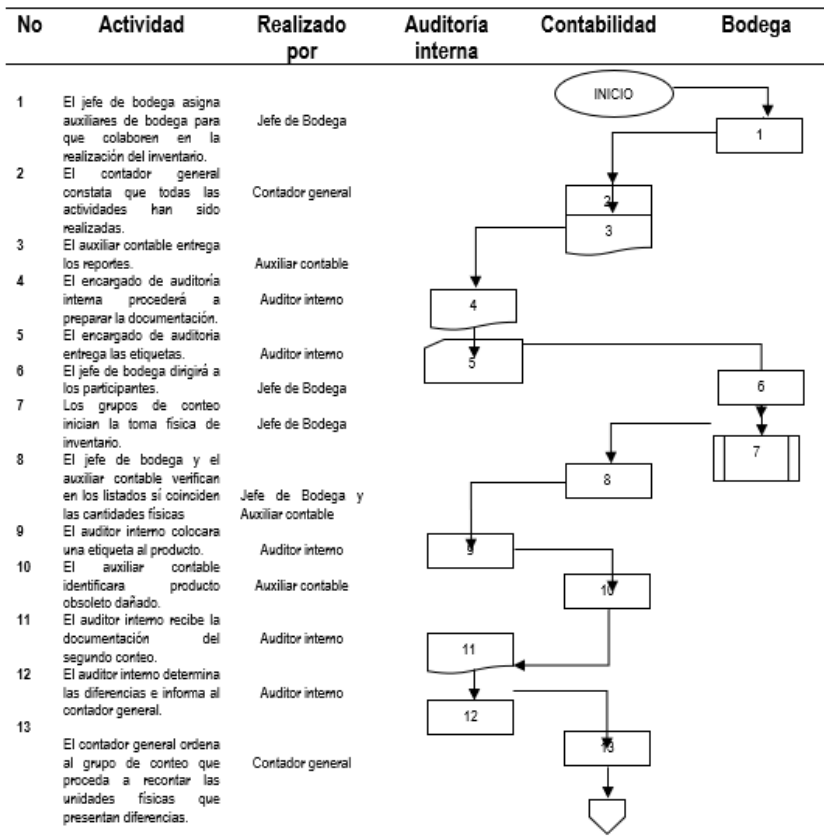 No Actividad Realizado por Auditoría interna Contabilidad Bodega
INICIO
1 El jefe de bodega asigna
auxiliares de bodega para
que colaboren en la
realización del inventario.
Jefe de Bodega
1
2 El contador general
constata que todas las
actividades han sido
realizadas.
Contador general
2
3 El auxiliar contable entrega
los reportes.
Auxiliar contable
3
4 El encargado de auditoría
interna procederá a
preparar la documentación.
Auditor interno
4
5 El encargado de auditoria
entrega las etiquetas.
Auditor interno
5
6 El jefe de bodega dirigirá a
los participantes.
Jefe de Bodega
6
7 Los grupos de conteo
inician la toma física de
inventario.
Jefe de Bodega
7
8 El jefe de bodega y el
auxiliar contable verifican
en los listados sí coinciden
las cantidades físicas
Jefe de Bodega y
Auxiliar contable
8
9 El auditor interno colocara
una etiqueta al producto.
Auditor interno
9
10 El auxiliar contable
identificara producto
obsoleto dañado.
Auxiliar contable
10
11 El auditor interno recibe la
documentación del
segundo conteo.
Auditor interno
11
12 El auditor interno determina
las diferencias e informa al
contador general.
Auditor interno
12
13
El contador general ordena
al grupo de conteo que
proceda a recontar las
unidades físicas que
presentan diferencias.
Contador general
13